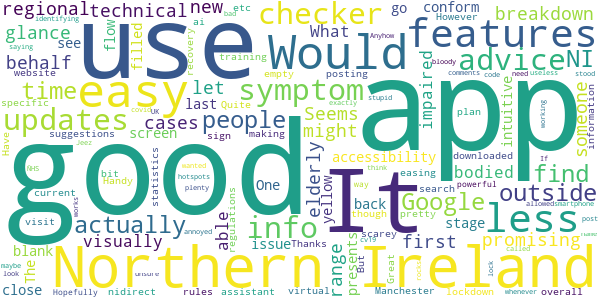 regional technical new checker go conform
glance However ai flow etc bad identifying features breakdown
behalf see filled Would What posting saying
use website training recovery empty advice NI
time easy let symptom impaired intuitive someone
updates cases last people Seems might code need useless
specific Quite screen suggestions sign making exactly comments stood
Have app plan UK covid working information
good It accessibility downloaded bodied If
bit Jeez statistics One elderly yellow easing find outside
NHS Handy current able regulations back search powerful allowed smartphone
works visit actually info though way pretty Google less post
hotspots wanted plenty issue Thanks But stage think
blank visually range presents first promising
The annoyed scarey cv19 Great called
maybe look Northern Ireland
unsure bloody stupid Anyhow lock
close Hopefully nidirect rules assistant virtual Manchester lockdown whenever overall